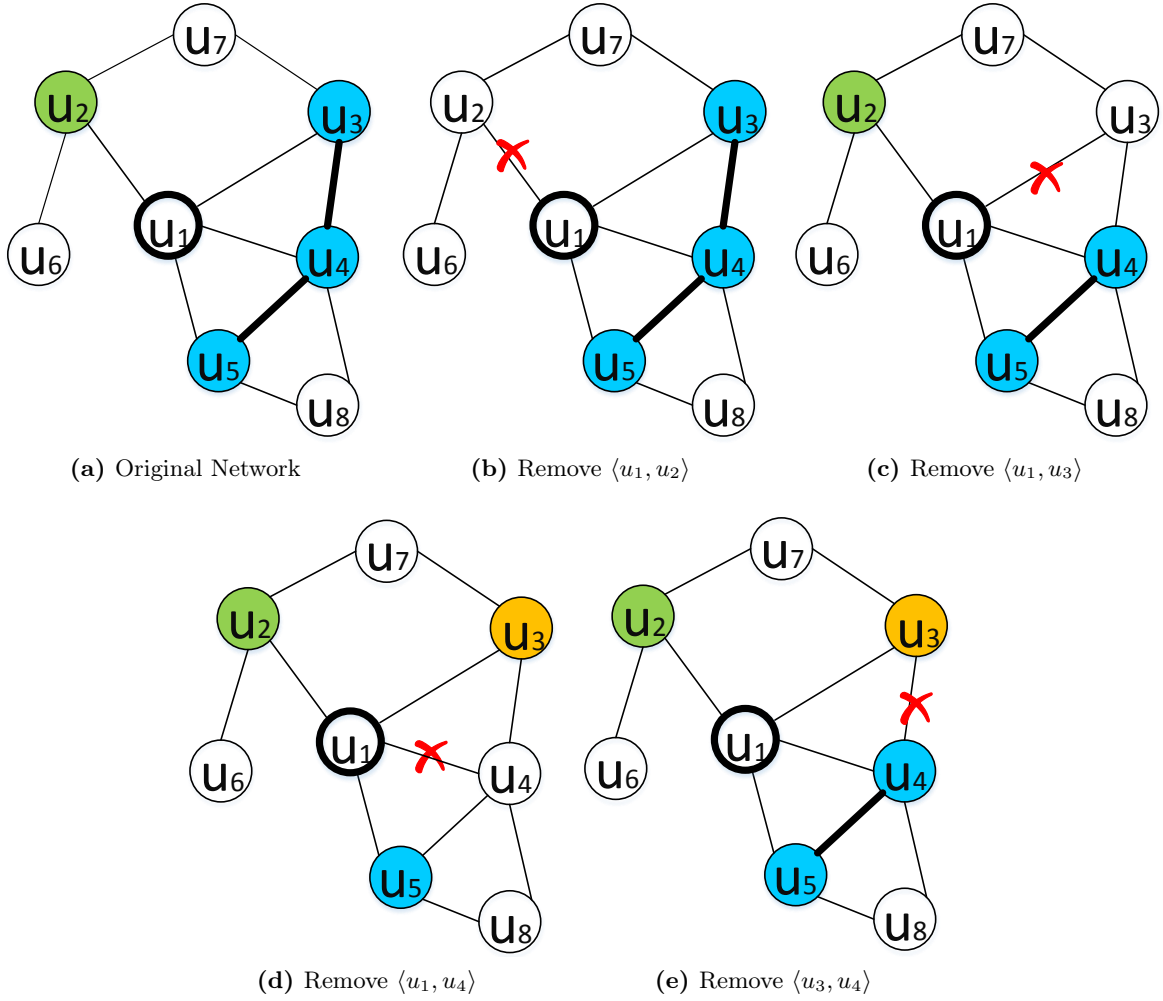 u7
u2
u3
u1
u4
u6
u5
u8
(a) Original Network
u7
u2
u3
u1
u4
u6
u5
u8
(b) Remove ⟨u1, u2⟩
u7
u2
u3
u1
u4
u6
u5
u8
(c) Remove ⟨u1, u3⟩
u7
u2
u3
u1
u4
u6
u5
u8
(d) Remove ⟨u1, u4⟩
u7
u2
u3
u1
u4
u6
u5
u8
(e) Remove ⟨u3, u4⟩